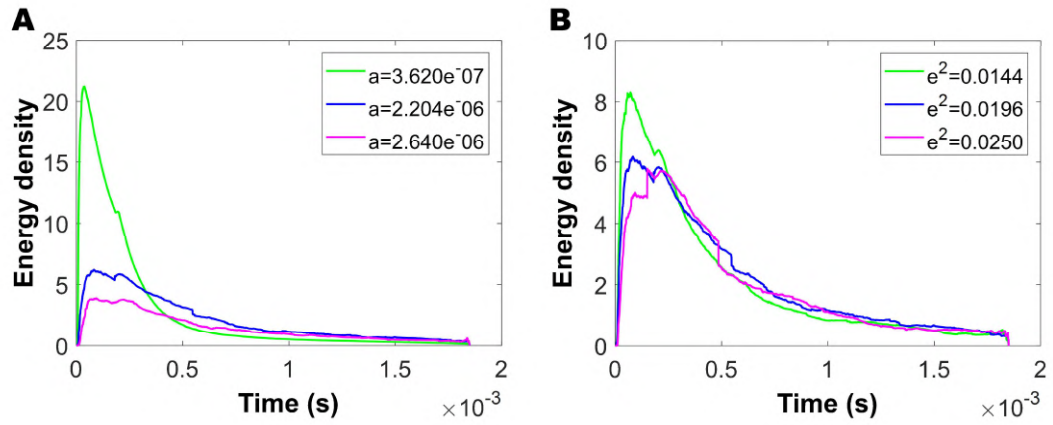 A
B
25
20
15
10
5
0
Energy density
a=3.620e⁻07
a=2.204e⁻06
a=2.640e⁻06
0
0.5
1
1.5
2
Time (s)
×10⁻³
10
8
6
4
2
0
Energy density
e²=0.0144
e²=0.0196
e²=0.0250
0
0.5
1
1.5
2
Time (s)
×10⁻³